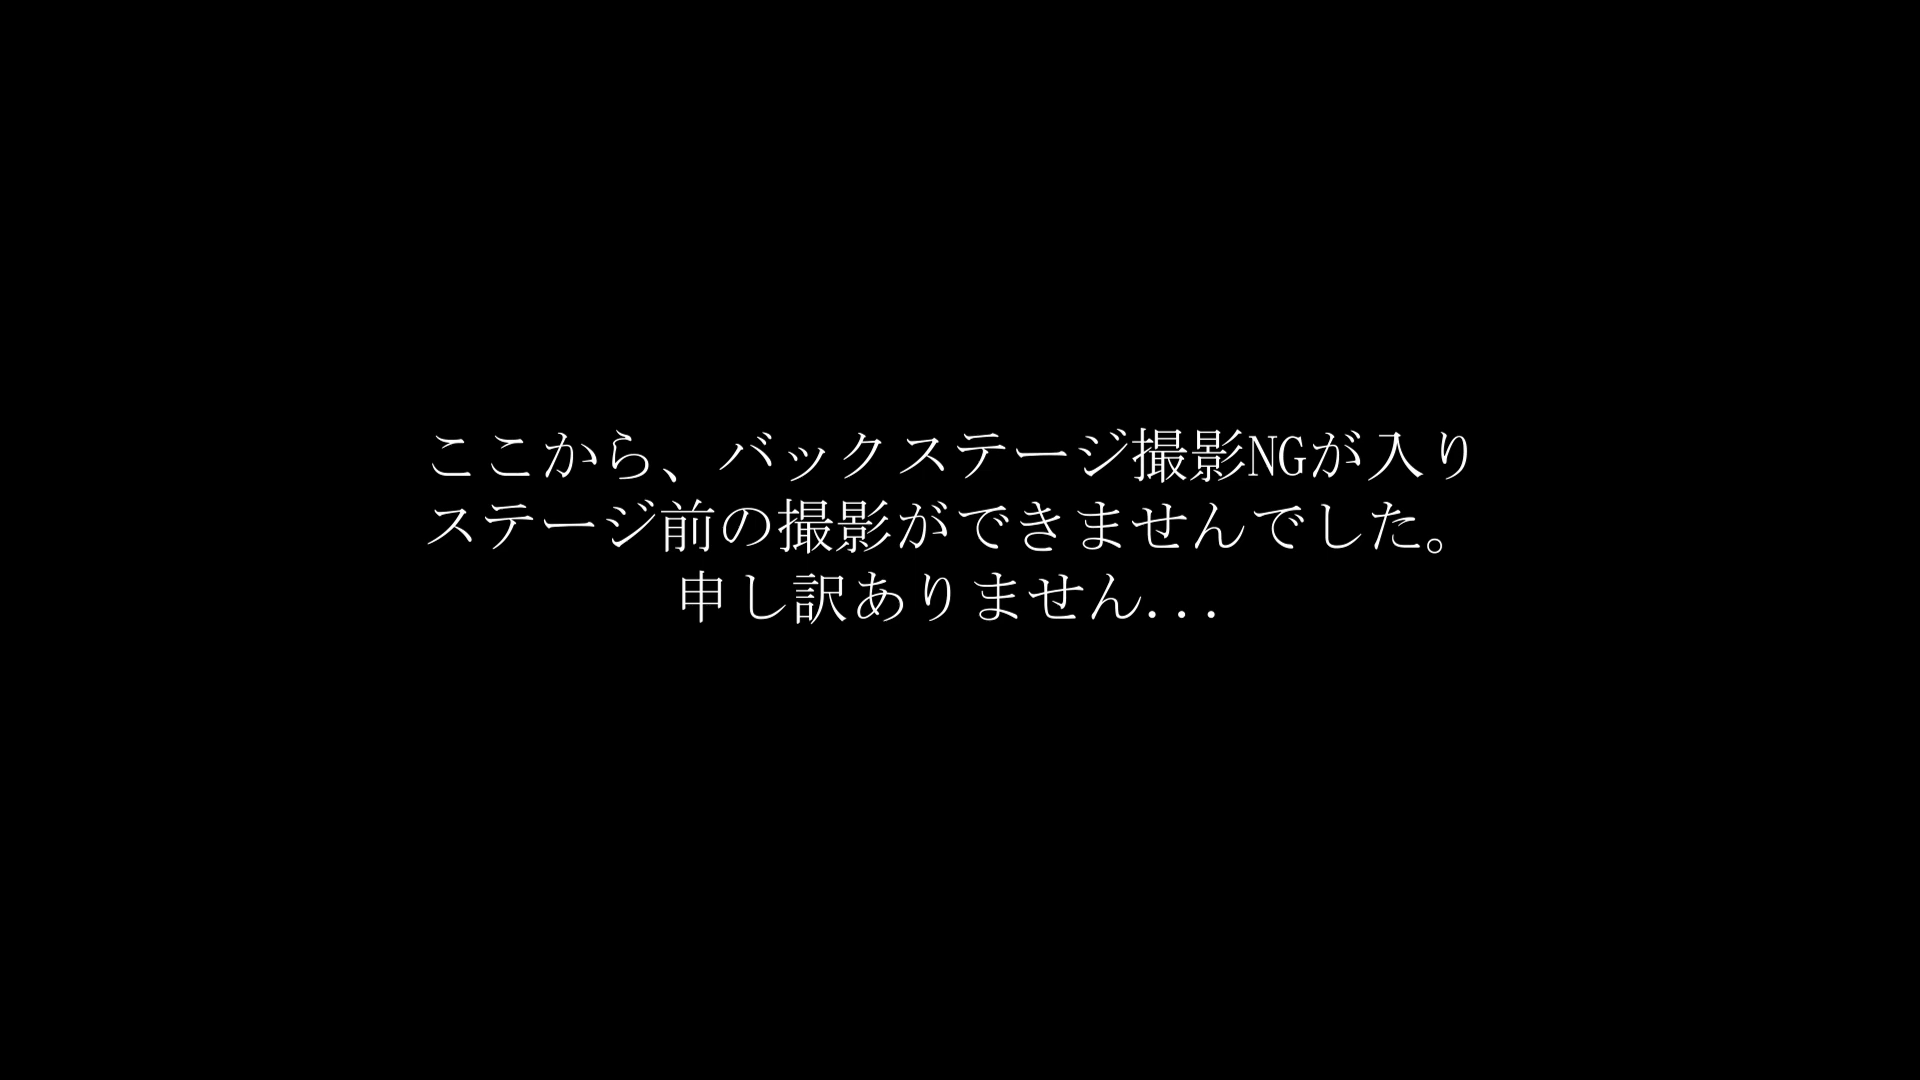 ここから、バックステージ撮影NGが入り
ステージ前の撮影ができませんでした。
申し訳ありません...